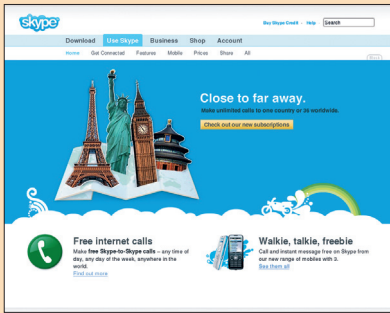 skype
Buy Skype Credit · Help Search
Download Use Skype Business Shop Account
Home Get Connected Features Mobile Prices Share All
Close to far away.
Make unlimited calls to one country or 36 worldwide.
Check out our new subscriptions
Free internet calls
Make free Skype-to-Skype calls – any time of
day, any day of the week, anywhere in the
world.
Find out more
Walkie, talkie, freebie
Call and instant message free on Skype from
our new range of mobiles with 3.
See them all